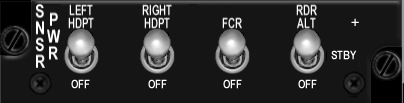 SNSR
PWR
LEFT
HDPT
OFF
RIGHT
HDPT
OFF
FCR
OFF
RDR
ALT
OFF
+
STBY